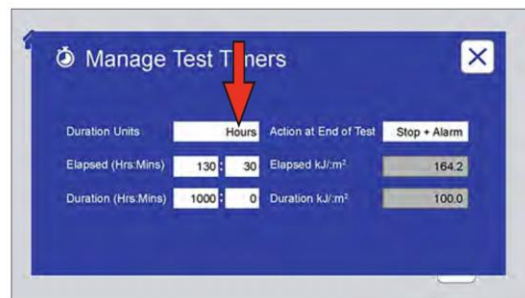 Manage Test Timers
Duration Units Hours Action at End of Test Stop + Alarm
Elapsed (Hrs:Mins) 130 : 30 Elapsed kJ/:m² 164.2
Duration (Hrs:Mins) 1000 : 0 Duration kJ/:m² 100.0